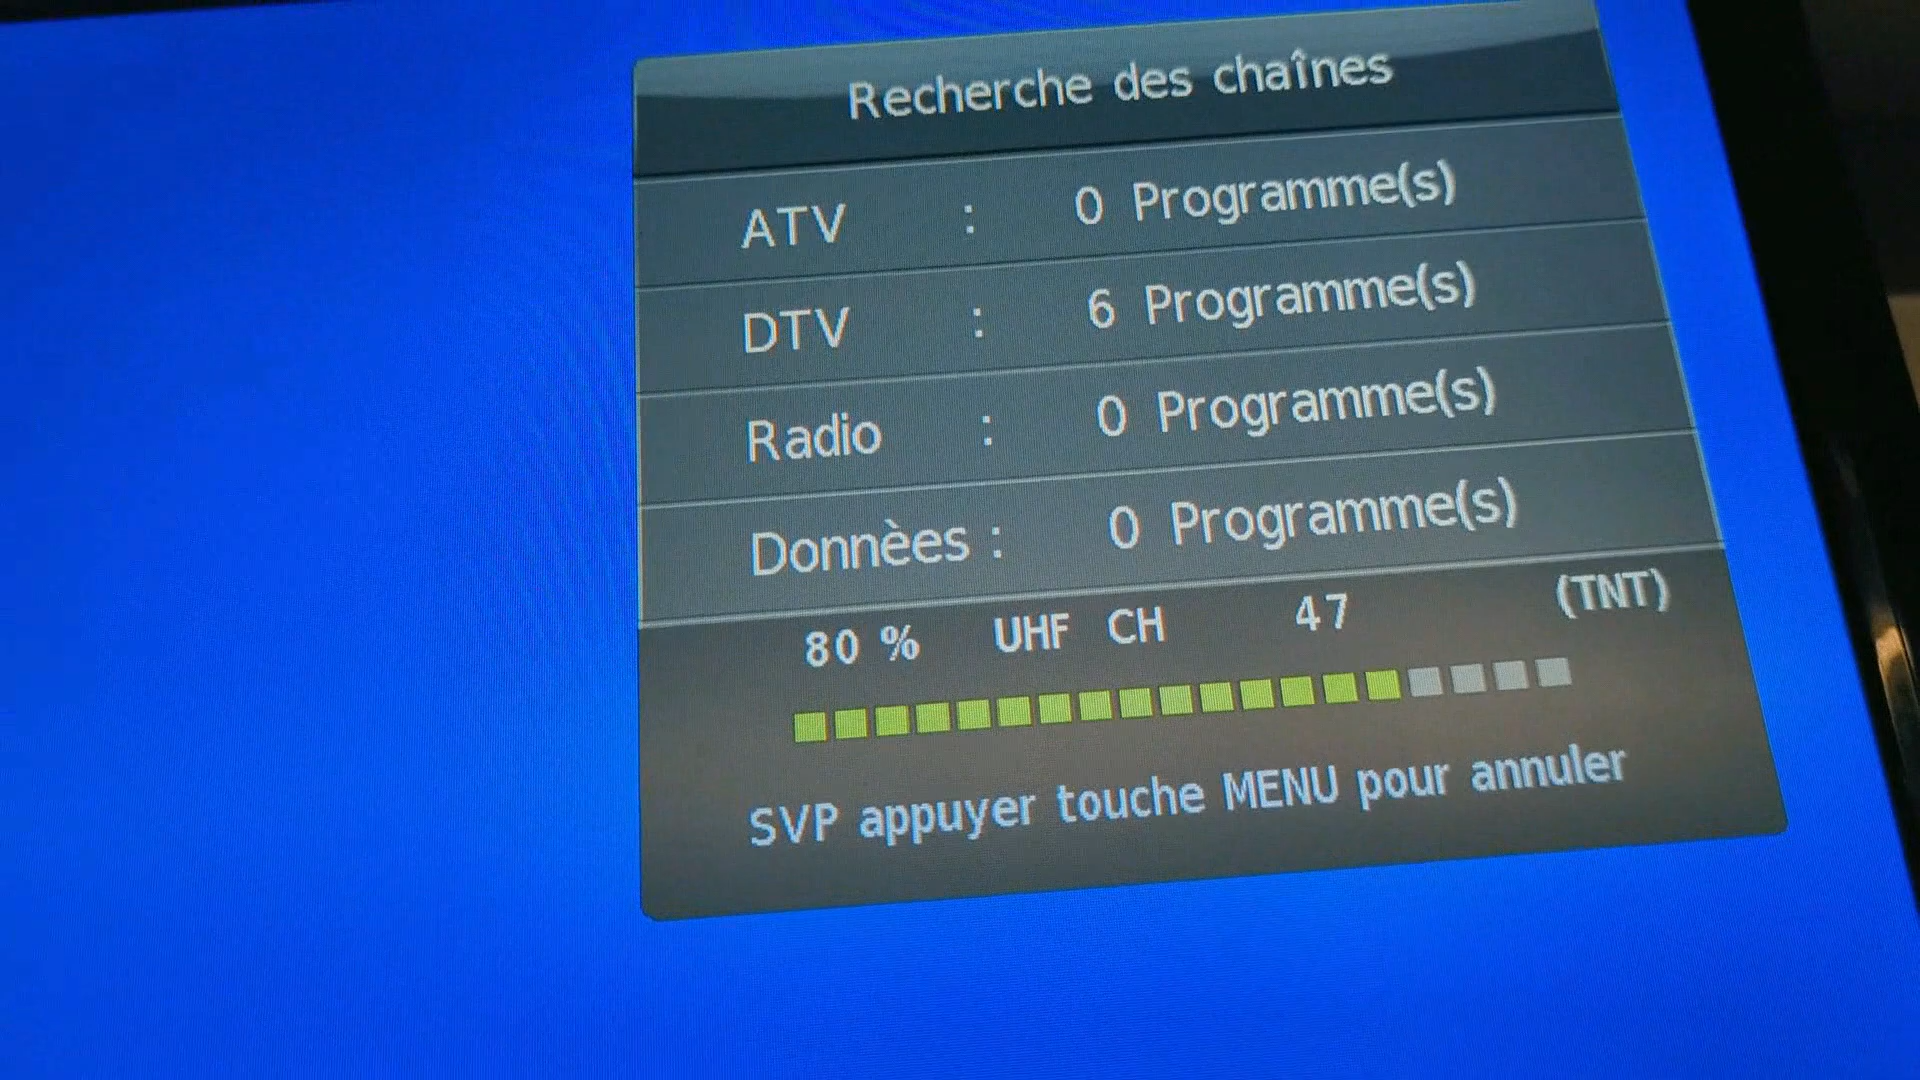 Recherche des chaînes
ATV : 0 Programme(s)
DTV : 6 Programme(s)
Radio : 0 Programme(s)
Donnèes : 0 Programme(s)
80 % UHF CH 47 (TNT)
SVP appuyer touche MENU pour annuler